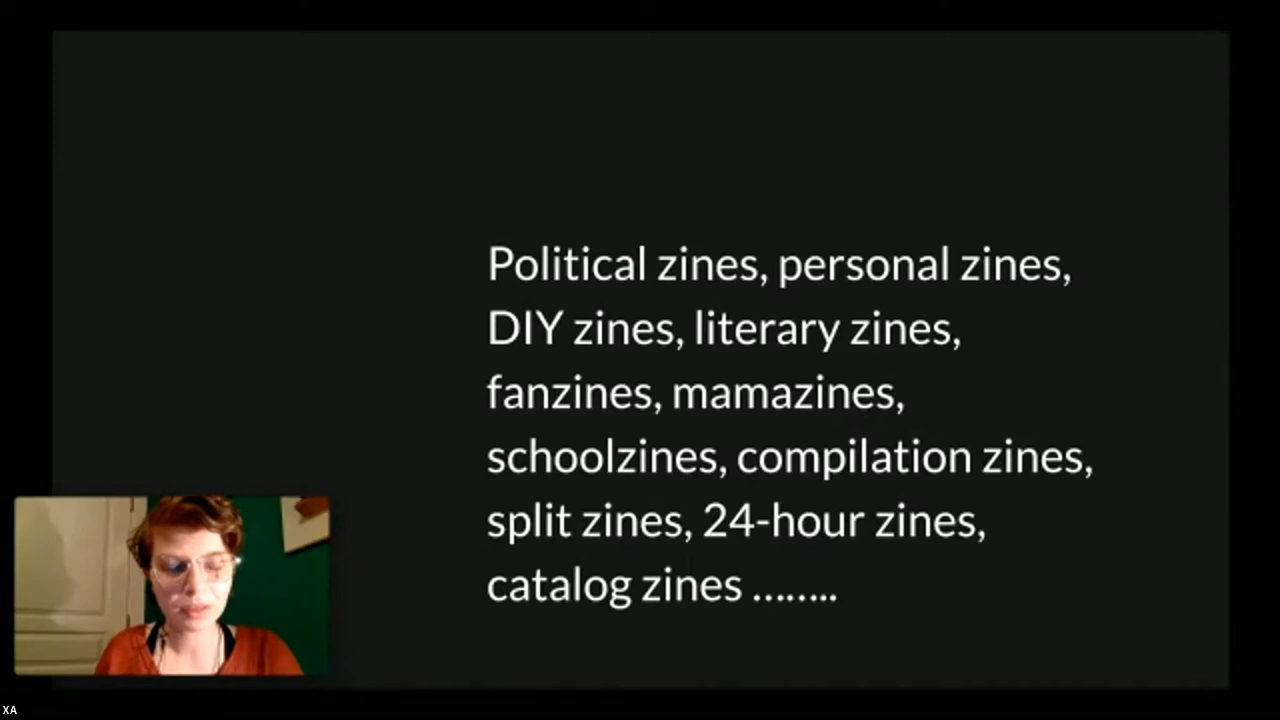 Political zines, personal zines,
DIY zines, literary zines,
fanzines, mamazines,
schoolzines, compilation zines,
split zines, 24-hour zines,
catalog zines ........
XA